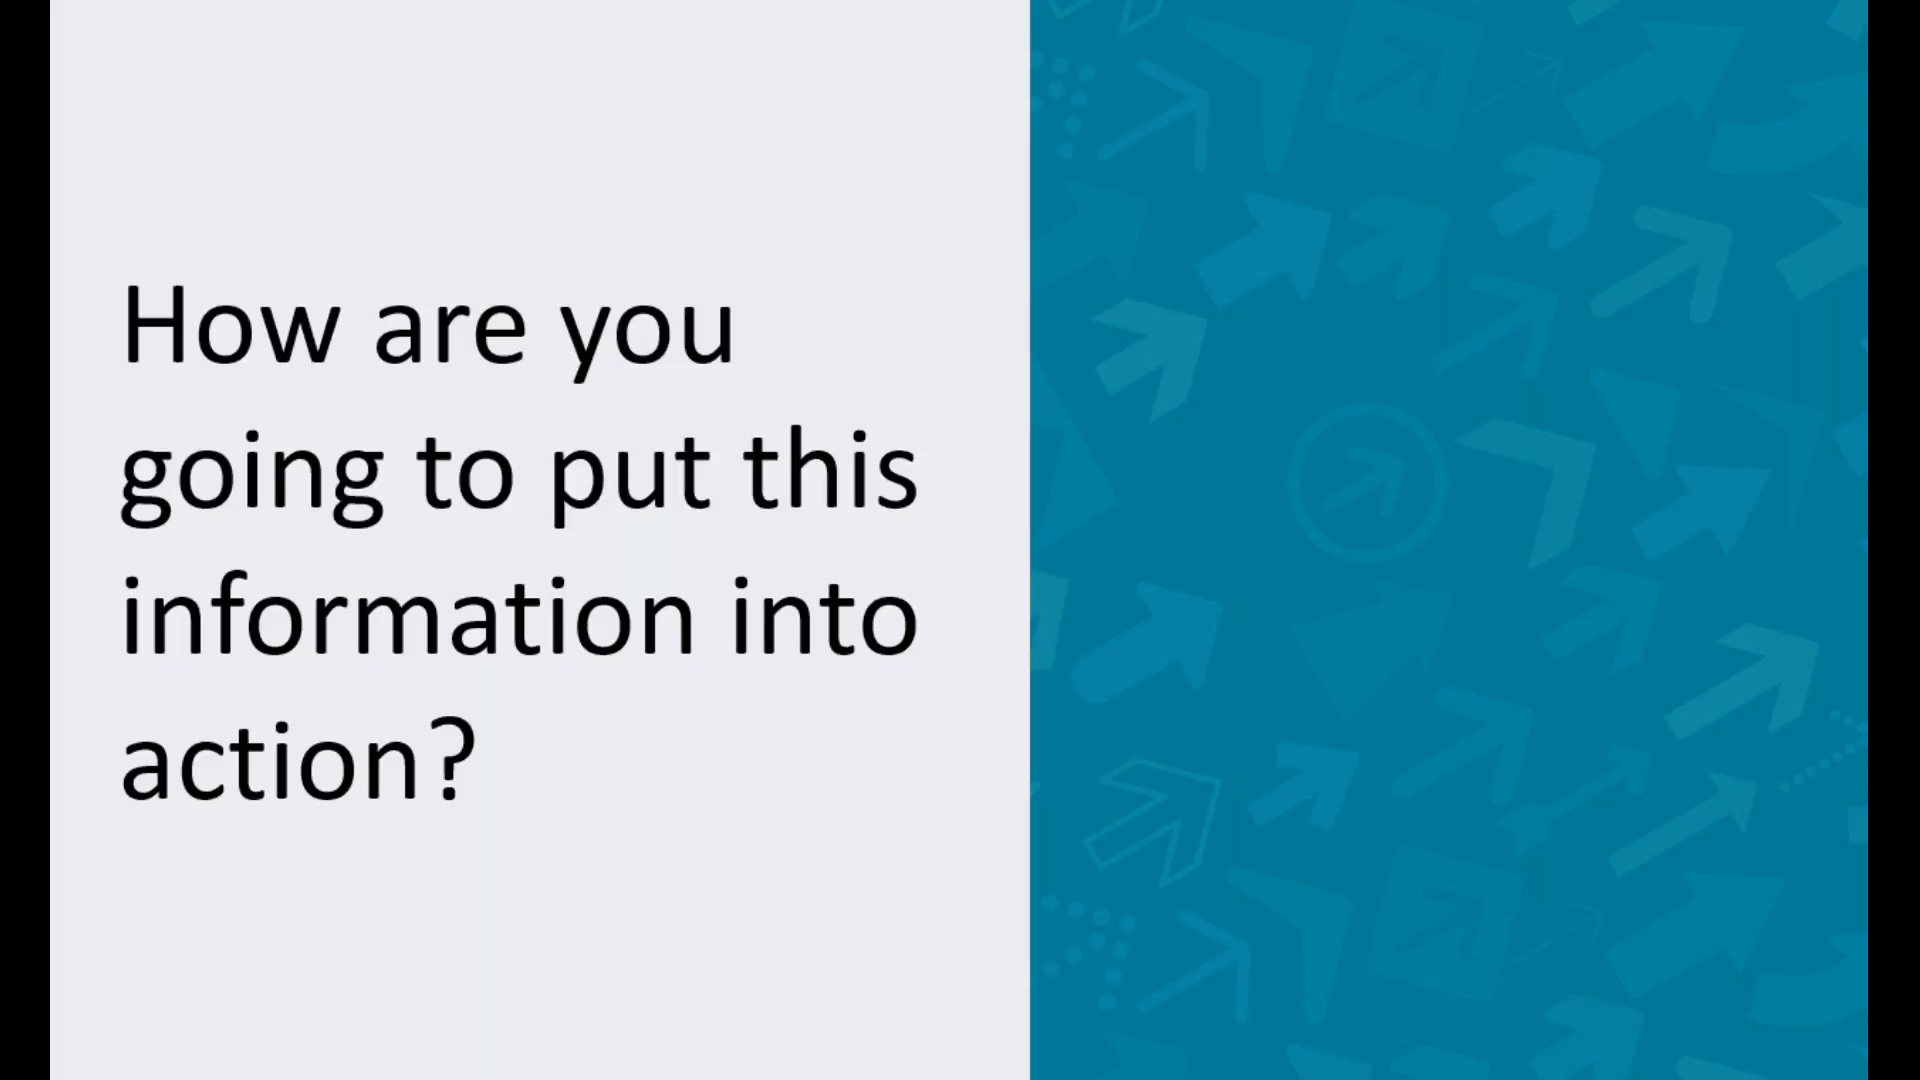 How are you
going to put this
information into
action?